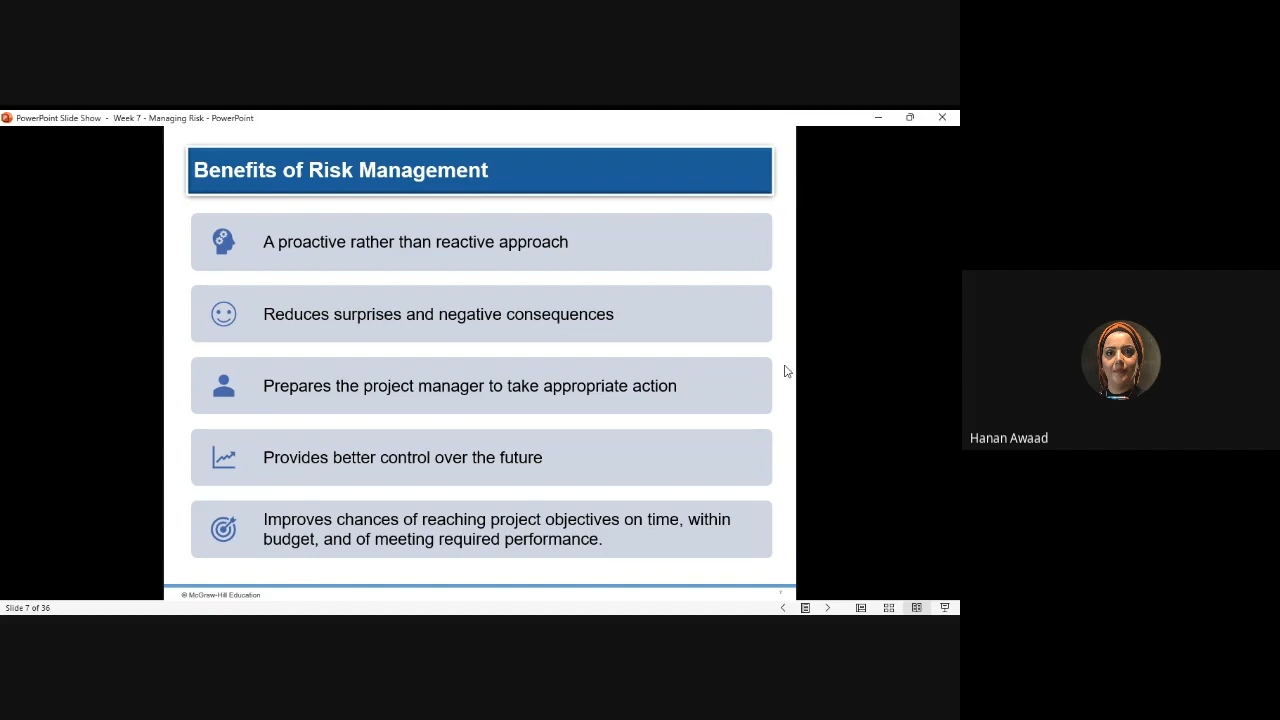 PowerPoint Slide Show - Week 7 - Managing Risk - PowerPoint
Benefits of Risk Management
A proactive rather than reactive approach
Reduces surprises and negative consequences
Prepares the project manager to take appropriate action
Provides better control over the future
Improves chances of reaching project objectives on time, within
budget, and of meeting required performance.
© McGraw-Hill Education
7
Slide 7 of 36
Hanan Awaad